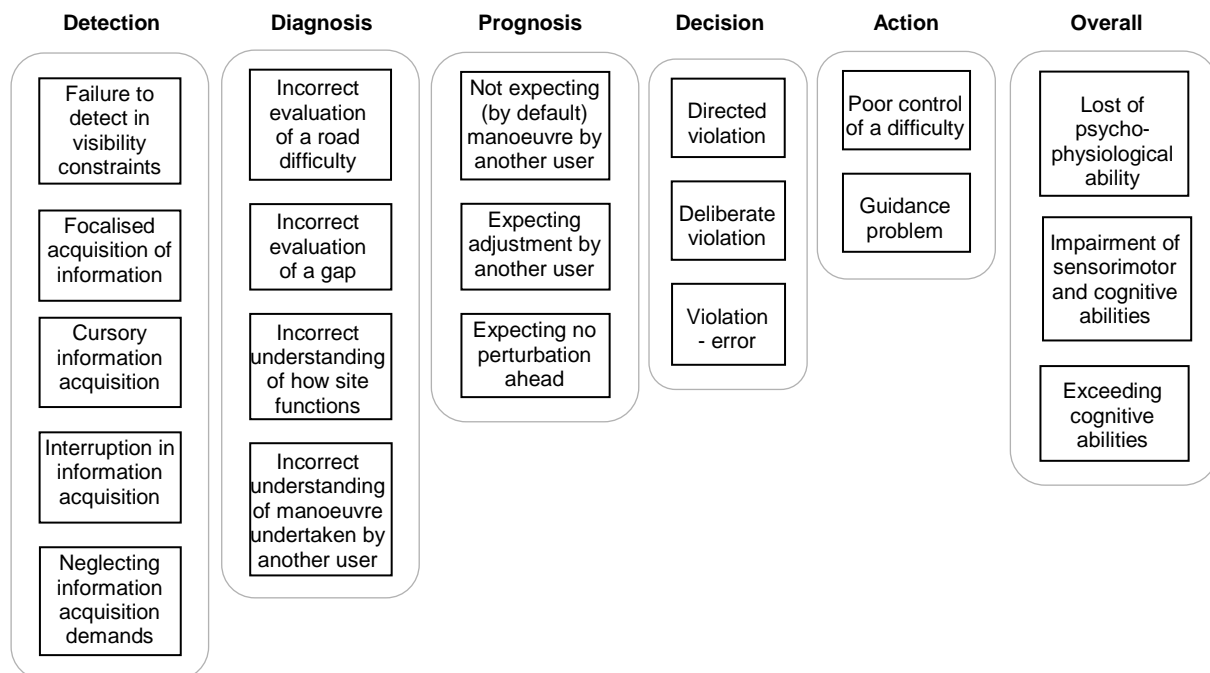 Detection
Failure to
detect in
visibility
constraints
Focalised
acquisition of
information
Cursory
information
acquisition
Interruption in
information
acquisition
Neglecting
information
acquisition
demands
Diagnosis
Incorrect
evaluation
of a road
difficulty
Incorrect
evaluation
of a gap
Incorrect
understanding
of how site
functions
Incorrect
understanding
of manoeuvre
undertaken by
another user
Prognosis
Not expecting
(by default)
manoeuvre by
another user
Expecting
adjustment by
another user
Expecting no
perturbation
ahead
Decision
Directed
violation
Deliberate
violation
Violation
- error
Action
Poor control
of a difficulty
Guidance
problem
Overall
Lost of
psycho-
physiological
ability
Impairment of
sensorimotor
and cognitive
abilities
Exceeding
cognitive
abilities